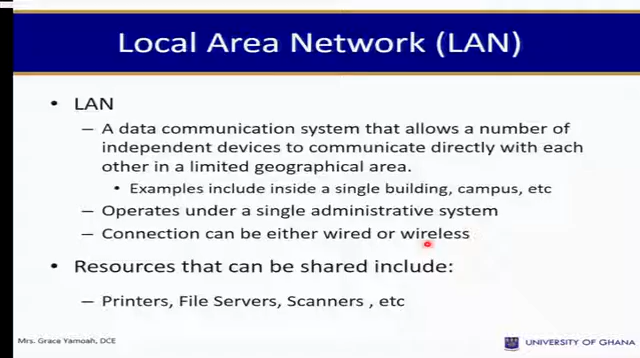 Local Area Network (LAN)
• LAN
– A data communication system that allows a number of
independent devices to communicate directly with each
other in a limited geographical area.
• Examples include inside a single building, campus, etc
– Operates under a single administrative system
– Connection can be either wired or wireless
• Resources that can be shared include:
– Printers, File Servers, Scanners , etc
Mrs. Grace Yamoah, DCE
UNIVERSITY OF GHANA